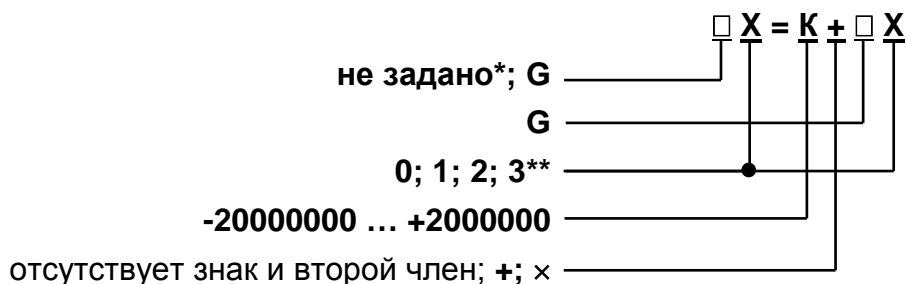 □ X = К + □ X
не задано*; G
G
0; 1; 2; 3**
-20000000 … +2000000
отсутствует знак и второй член; +; ×